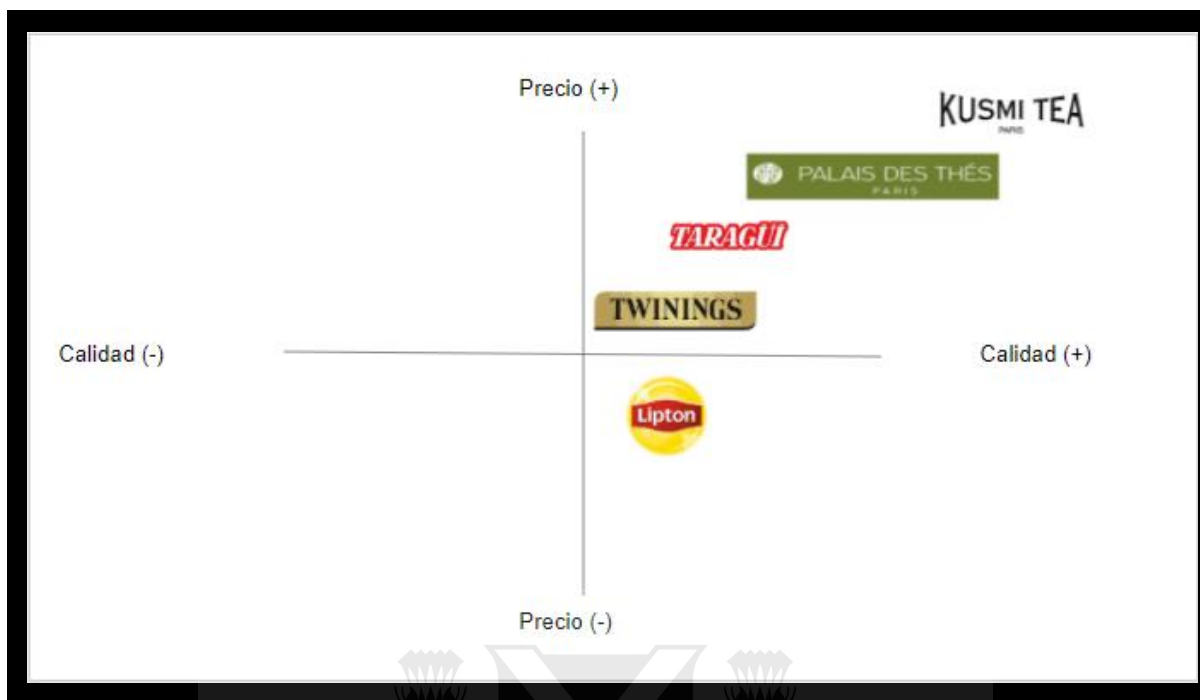 Precio (+)
KUSMI TEA
PARIS
PALAIS DES THÉS
PARIS
TARAGÜI
TWININGS
Calidad (-)
Calidad (+)
Lipton
Precio (-)